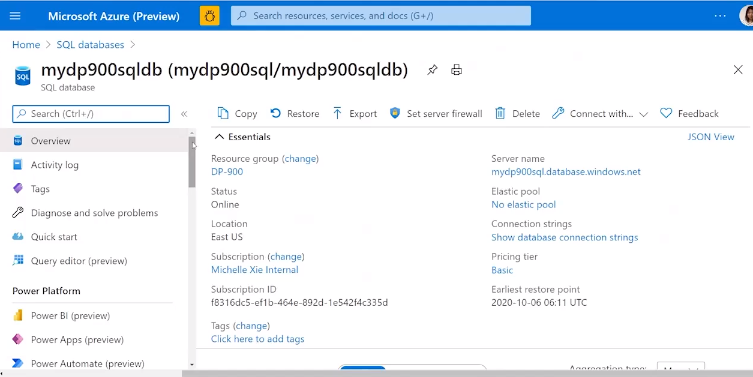 Microsoft Azure (Preview)
Search resources, services, and docs (G+/)
Home
SQL databases
mydp900sqldb (mydp900sql/mydp900sqldb)
SQL
SQL database
Search (Ctrl+/)
Copy
Restore
Export
Set server firewall
Delete
Connect with...
Feedback
Overview
Activity log
Tags
Diagnose and solve problems
Quick start
Query editor (preview)
Power Platform
Power BI (preview)
Power Apps (preview)
Power Automate (preview)
Essentials
JSON View
Resource group (change)
DP-900
Status
Online
Location
East US
Subscription (change)
Michelle Xie Internal
Subscription ID
f8316dc5-ef1b-464e-892d-1e542f4c335d
Tags (change)
Click here to add tags
Server name
mydp900sql.database.windows.net
Elastic pool
No elastic pool
Connection strings
Show database connection strings
Pricing tier
Basic
Earliest restore point
2020-10-06 06:11 UTC
Aggregation type: